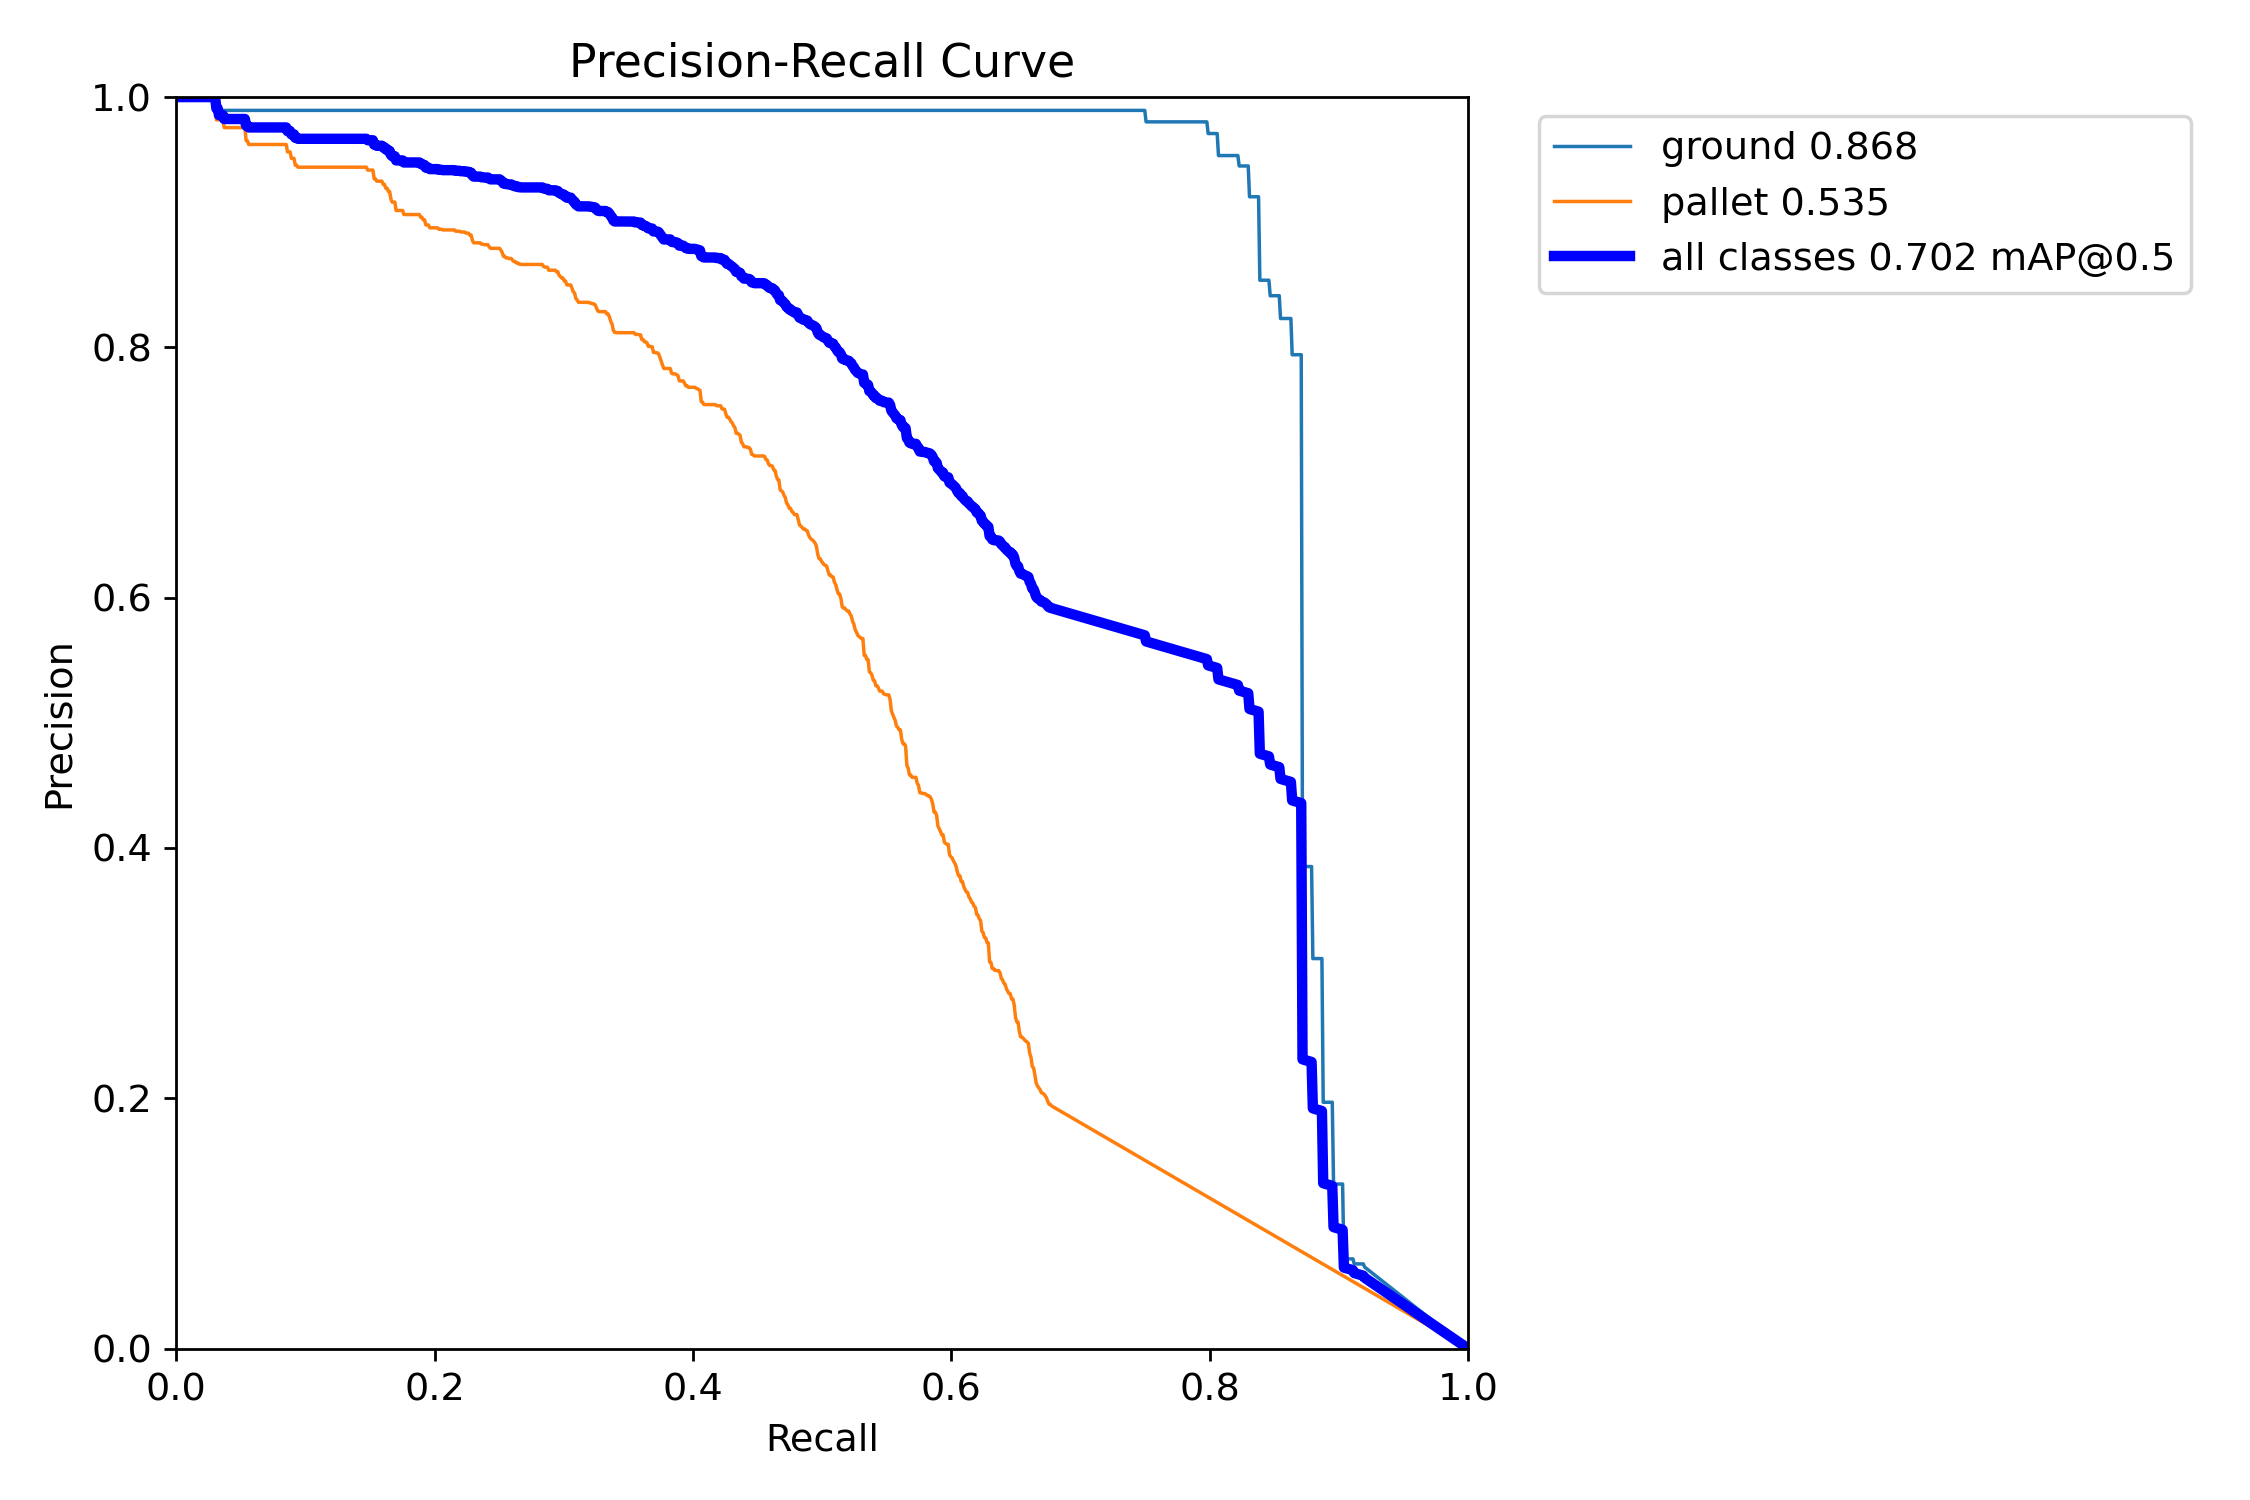 Precision-Recall Curve
ground 0.868
pallet 0.535
all classes 0.702 mAP@0.5
Precision
1.0
0.8
0.6
0.4
0.2
0.0
0.0 0.2 0.4 0.6 0.8 1.0
Recall